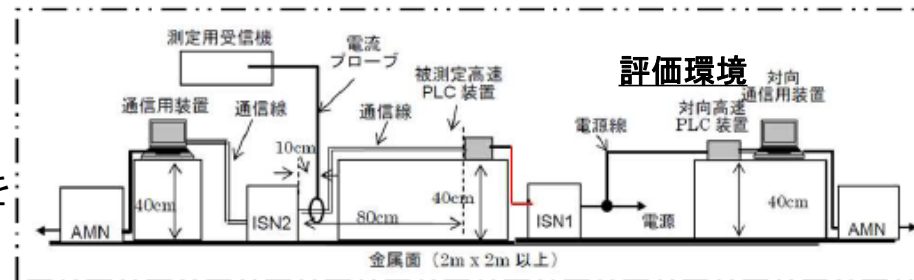 測定用受信機
電流
プローブ
被測定高速
PLC 装置
評価環境
対向
通信用装置
通信用装置
通信線
通信線
対向高速
PLC 装置
電源線
10cm
40cm
AMN
ISN2
80cm
40cm
ISN1
電源
40cm
AMN
金属面（2m x 2m 以上）